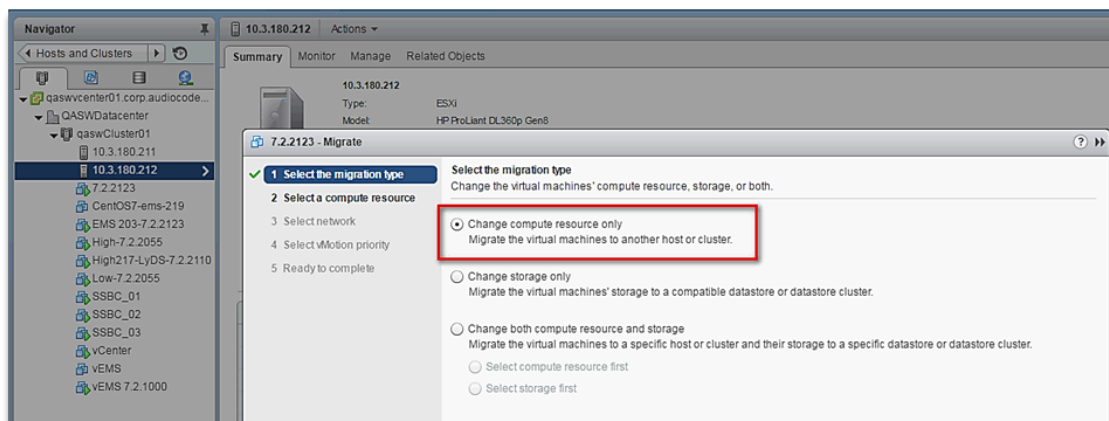 Navigator
Hosts and Clusters
qaswvcenter01.corp.audiocode...
QASWDatacenter
qaswCluster01
10.3.180.211
10.3.180.212
7.2.2123
CentOS7-ems-219
EMS 203-7.2.2123
High-7.2.2055
High217-LyDS-7.2.2110
Low-7.2.2055
SSBC_01
SSBC_02
SSBC_03
vCenter
vEMS
vEMS 7.2.1000
10.3.180.212 Actions
Summary Monitor Manage Related Objects
10.3.180.212
Type: ESXi
Model: HP ProLiant DL360p Gen8
7.2.2123 - Migrate
?
1 Select the migration type
2 Select a compute resource
3 Select network
4 Select vMotion priority
5 Ready to complete
Select the migration type
Change the virtual machines' compute resource, storage, or both.
Change compute resource only
Migrate the virtual machines to another host or cluster.
Change storage only
Migrate the virtual machines' storage to a compatible datastore or datastore cluster.
Change both compute resource and storage
Migrate the virtual machines to a specific host or cluster and their storage to a specific datastore or datastore cluster.
Select compute resource first
Select storage first